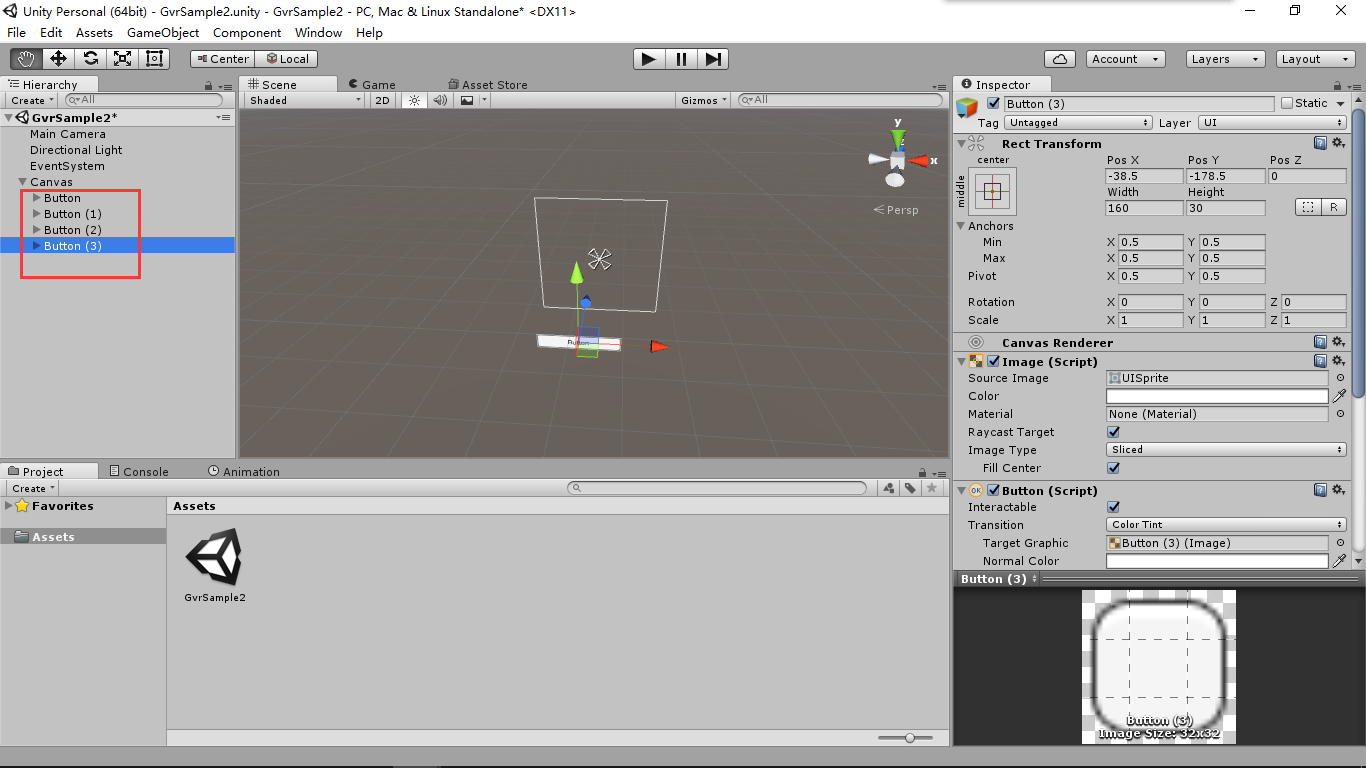 Unity Personal (64bit) - GvrSample2.unity - GvrSample2 - PC, Mac & Linux Standalone* <DX11>
File Edit Assets GameObject Component Window Help
Center Local Account Layers Layout
Hierarchy
Create All
GvrSample2*
Main Camera
Directional Light
EventSystem
Canvas
Button
Button (1)
Button (2)
Button (3)
Scene Game Asset Store
Shaded 2D Gizmos All
y
x
Persp
Button
Inspector
Button (3) Static
Tag Untagged Layer UI
Rect Transform
center Pos X Pos Y Pos Z
middle -38.5 -178.5 0
Width Height
160 30 R
Anchors
Min X 0.5 Y 0.5
Max X 0.5 Y 0.5
Pivot X 0.5 Y 0.5
Rotation X 0 Y 0 Z 0
Scale X 1 Y 1 Z 1
Canvas Renderer
Image (Script)
Source Image UISprite
Color
Material None (Material)
Raycast Target
Image Type Sliced
Fill Center
OK Button (Script)
Interactable
Transition Color Tint
Target Graphic Button (3) (Image)
Normal Color
Button (3)
Button (3)
Image Size: 32x32
Project Console Animation
Create
Favorites
Assets
Assets
GvrSample2